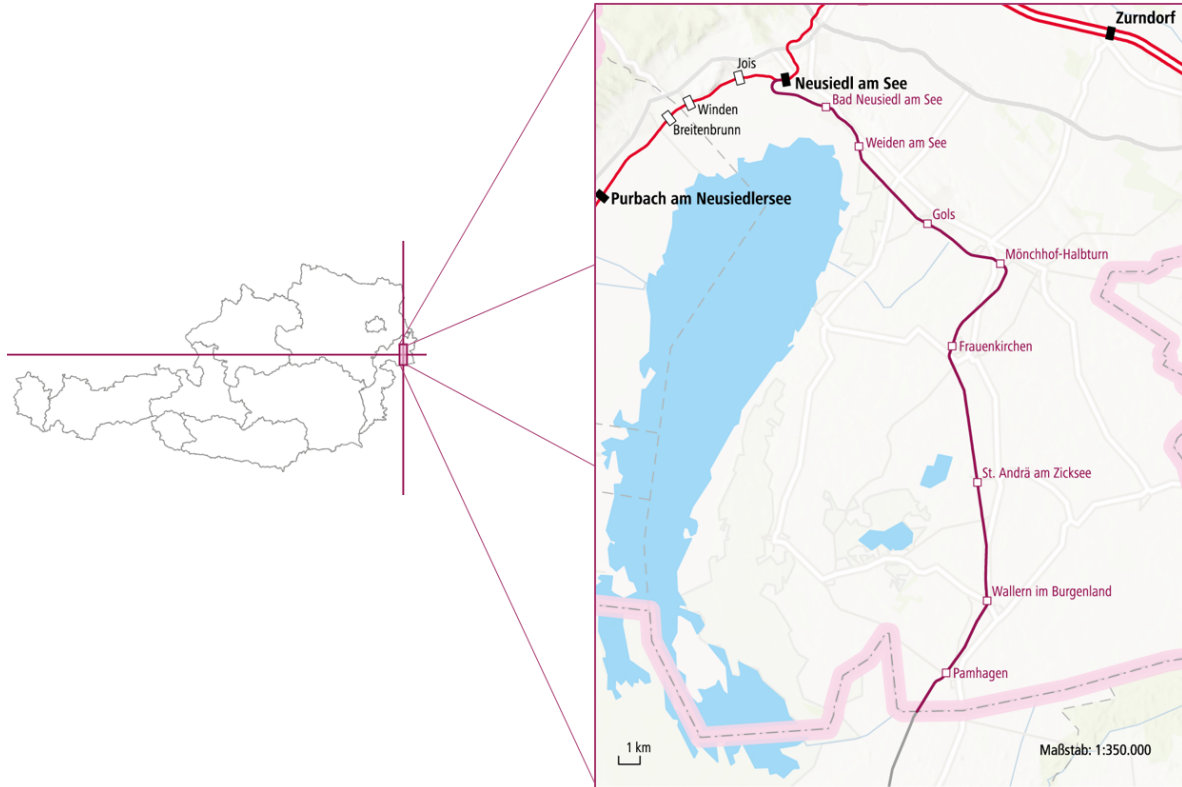 Zurndorf
Jois
Neusiedl am See
Winden
Bad Neusiedl am See
Breitenbrunn
Weiden am See
Purbach am Neusiedlersee
Gols
Mönchhof-Halbturn
Frauenkirchen
St. Andrä am Zicksee
Wallern im Burgenland
Pamhagen
1 km
Maßstab: 1:350.000